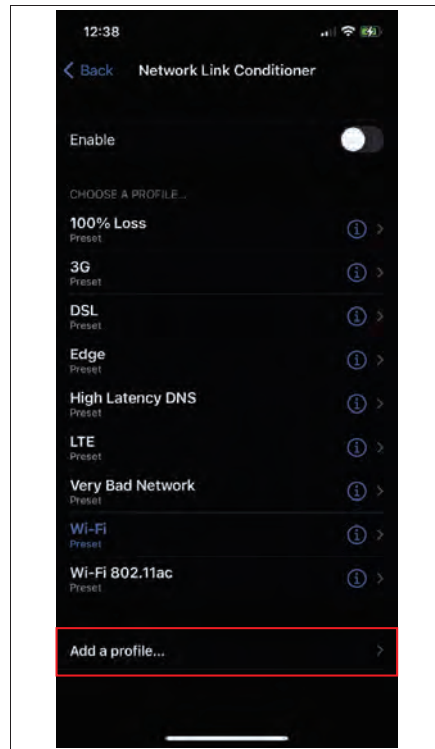 12:38
Back Network Link Conditioner
Enable
CHOOSE A PROFILE...
100% Loss
Preset
3G
Preset
DSL
Preset
Edge
Preset
High Latency DNS
Preset
LTE
Preset
Very Bad Network
Preset
Wi-Fi
Preset
Wi-Fi 802.11ac
Preset
Add a profile...